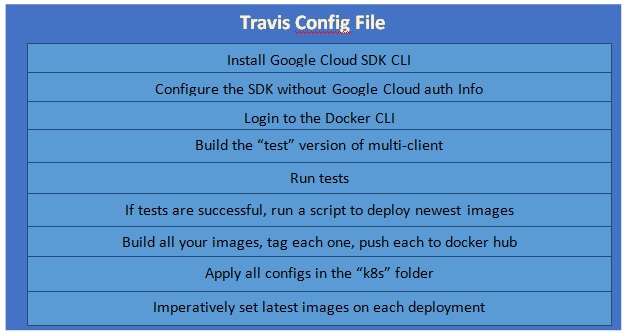 Travis Config File
Install Google Cloud SDK CLI
Configure the SDK without Google Cloud auth Info
Login to the Docker CLI
Build the “test” version of multi-client
Run tests
If tests are successful, run a script to deploy newest images
Build all your images, tag each one, push each to docker hub
Apply all configs in the “k8s” folder
Imperatively set latest images on each deployment